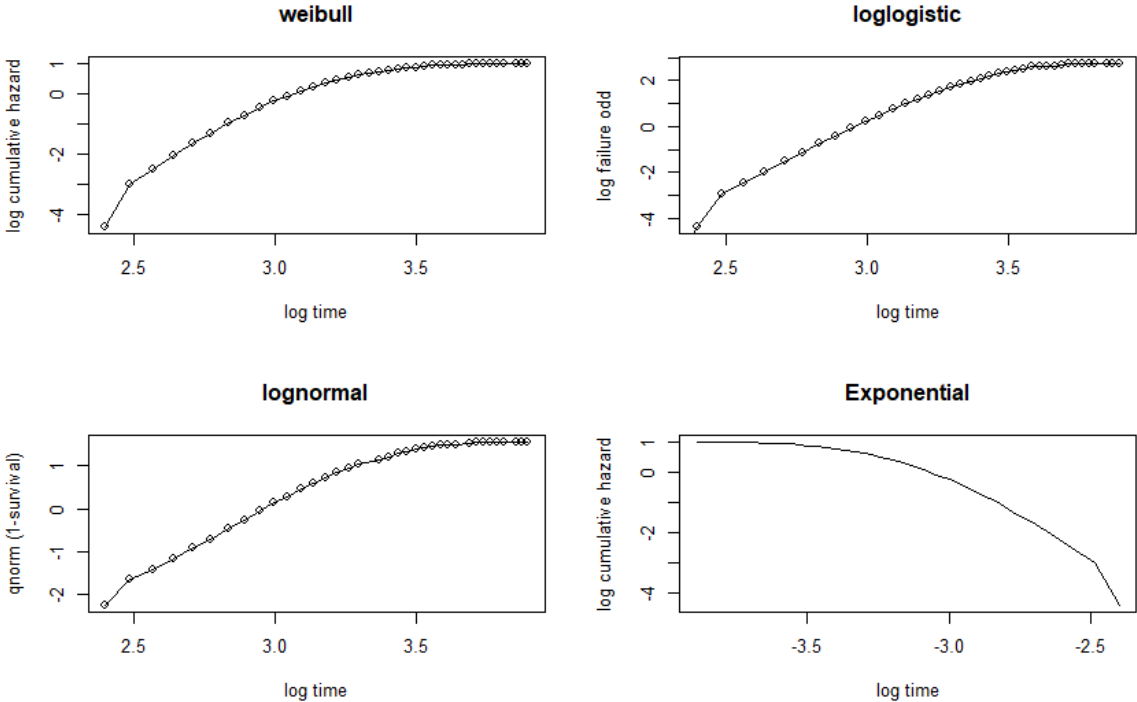 weibull
log cumulative hazard
1
0
-2
-4
2.5 3.0 3.5
log time
loglogistic
log failure odd
2
0
-2
-4
2.5 3.0 3.5
log time
lognormal
qnorm (1-survival)
1
0
-1
-2
2.5 3.0 3.5
log time
Exponential
log cumulative hazard
1
0
-2
-4
-3.5 -3.0 -2.5
log time